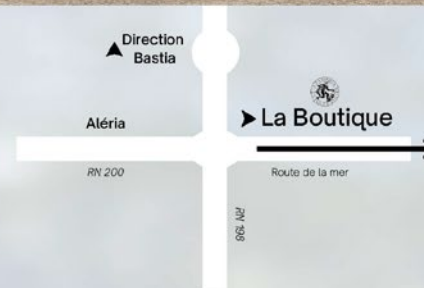 Direction
Bastia
Aléria
La Boutique
RN 200
Route de la mer
RN 198